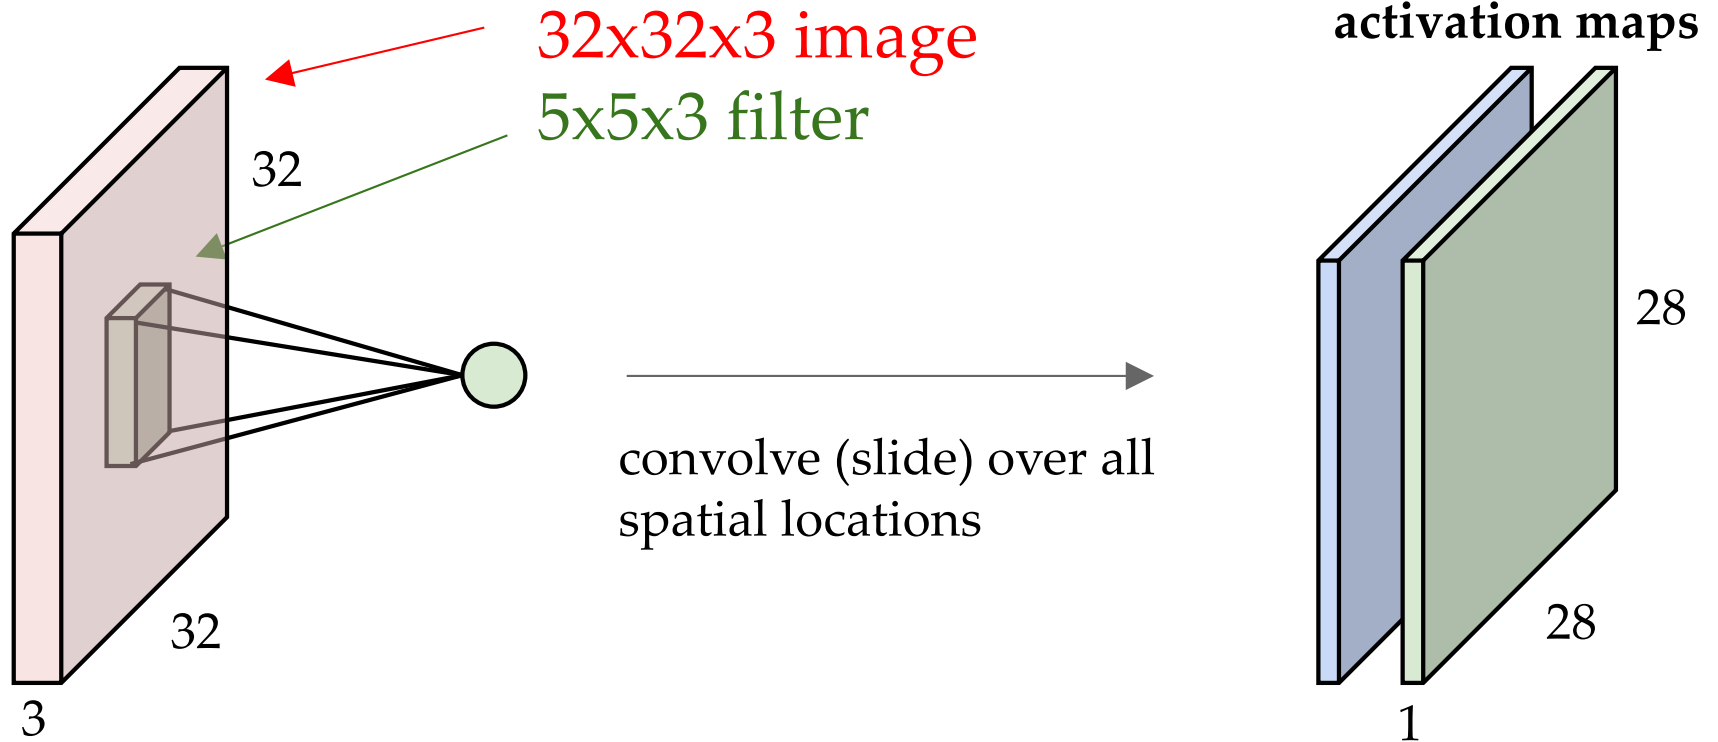 32x32x3 image
5x5x3 filter
32
32
3
convolve (slide) over all
spatial locations
activation maps
28
28
1